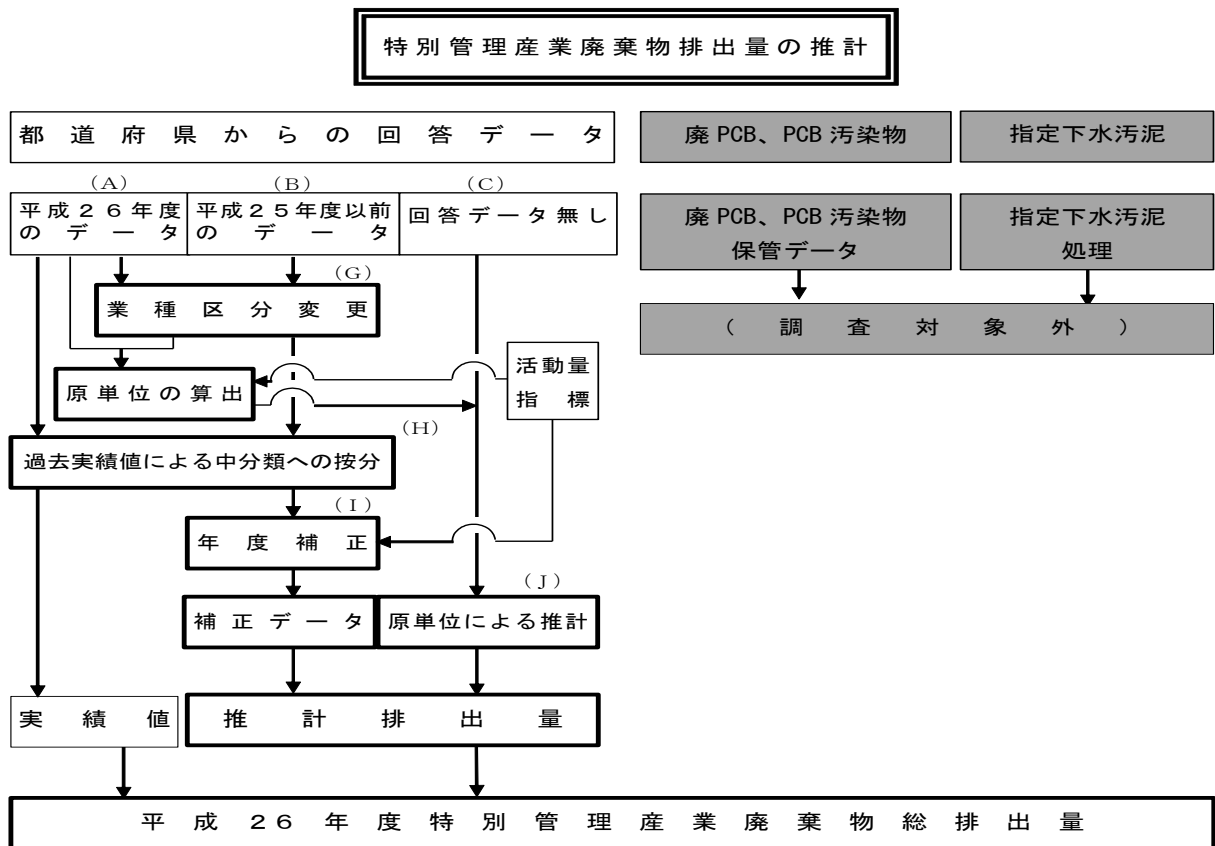 特別管理産業廃棄物排出量の推計
都道府県からの回答データ
廃PCB、PCB汚染物
指定下水汚泥
(A)
(B)
(C)
平成26年度
のデータ
平成25年度以前
のデータ
回答データ無し
廃PCB、PCB汚染物
保管データ
指定下水汚泥
処理
(G)
業種区分変更
(調査対象外)
活動量
指標
原単位の算出
(H)
過去実績値による中分類への按分
(I)
年度補正
(J)
補正データ
原単位による推計
実績値
推計排出量
平成26年度特別管理産業廃棄物総排出量